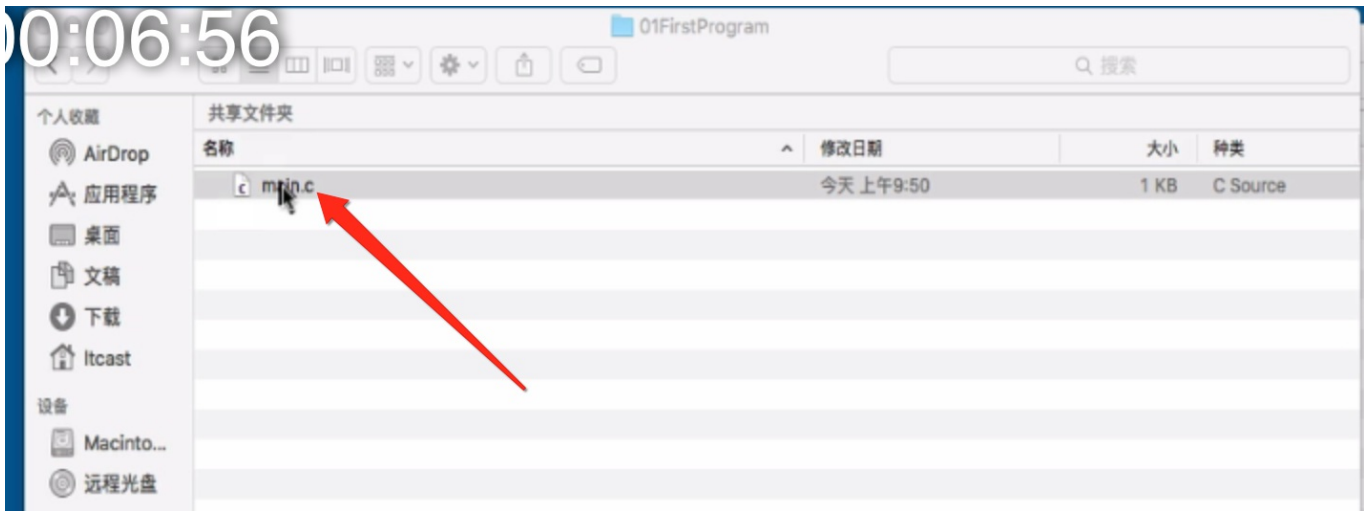 00:06:56
01FirstProgram
搜索
个人收藏
AirDrop
应用程序
桌面
文稿
下载
Itcast
设备
Macinto...
远程光盘
共享文件夹
名称 修改日期 大小 种类
main.c 今天 上午9:50 1 KB C Source